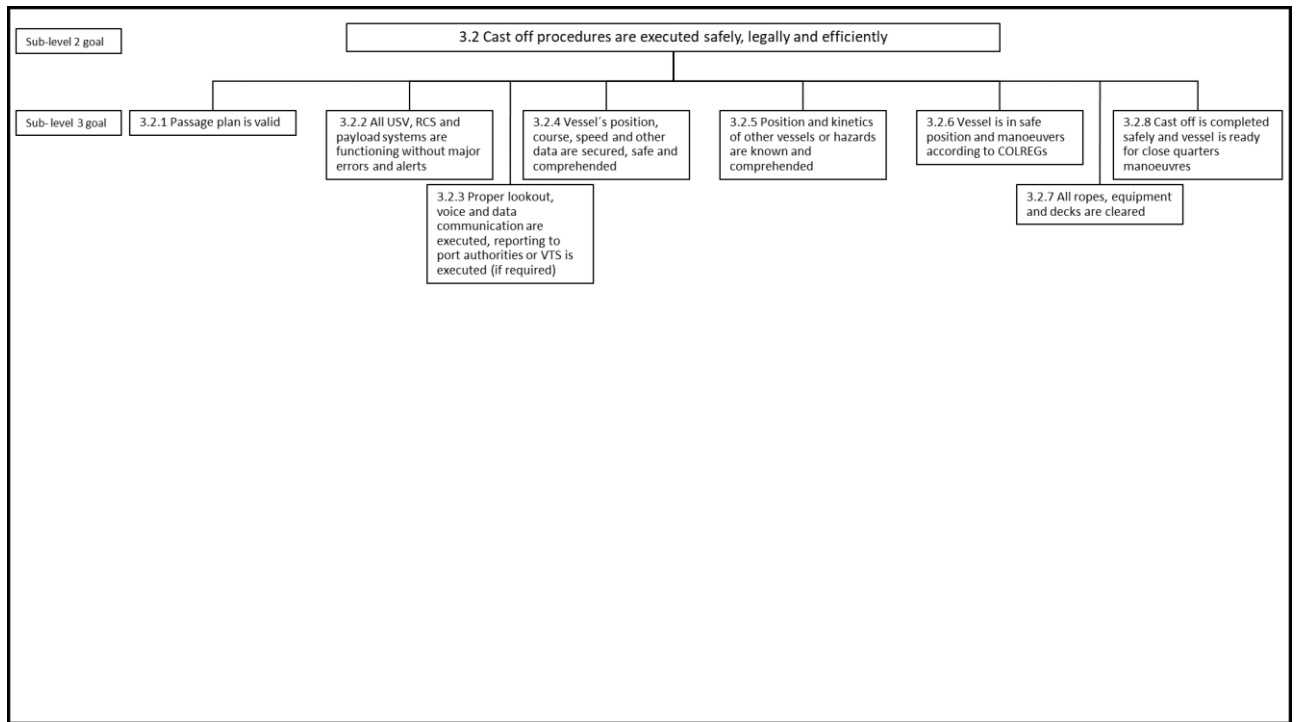 Sub-level 2 goal
3.2 Cast off procedures are executed safely, legally and efficiently
Sub- level 3 goal
3.2.1 Passage plan is valid
3.2.2 All USV, RCS and
payload systems are
functioning without major
errors and alerts
3.2.3 Proper lookout,
voice and data
communication are
executed, reporting to
port authorities or VTS is
executed (if required)
3.2.4 Vessel´s position,
course, speed and other
data are secured, safe and
comprehended
3.2.5 Position and kinetics
of other vessels or hazards
are known and
comprehended
3.2.6 Vessel is in safe
position and manoeuvers
according to COLREGs
3.2.7 All ropes, equipment
and decks are cleared
3.2.8 Cast off is completed
safely and vessel is ready
for close quarters
manoeuvres